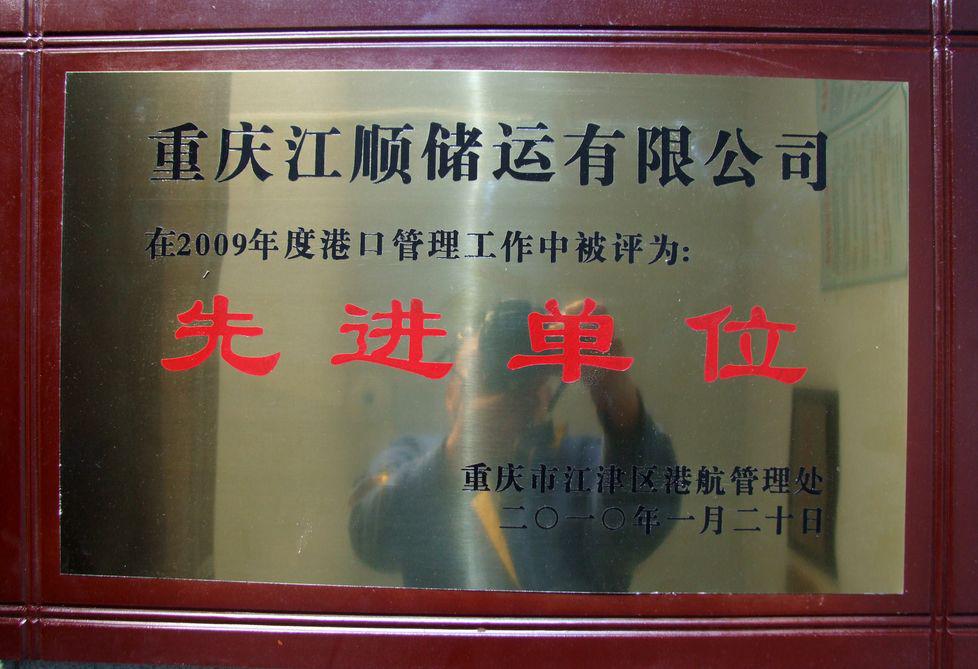 重庆江顺储运有限公司
在2009年度港口管理工作中被评为:
先进单位
重庆市江津区港航管理处
二〇一〇年一月二十日